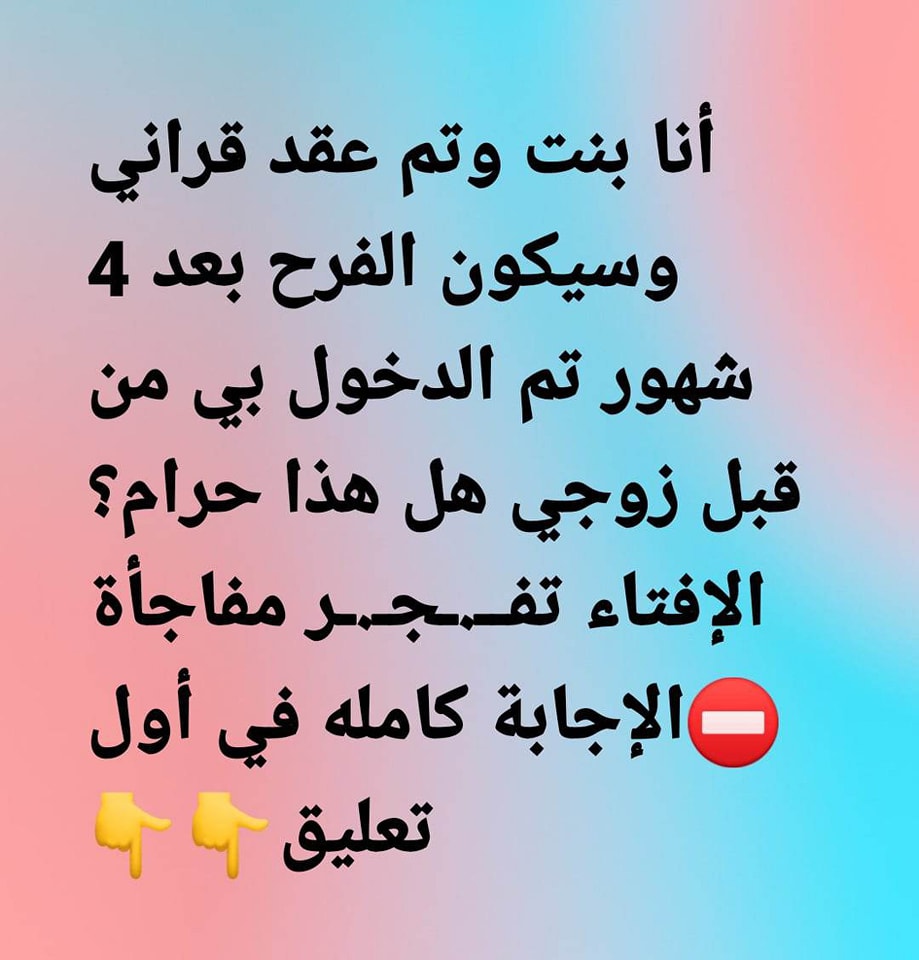 أنا بنت وتم عقد قراني
وسيكون الفرح بعد 4
شهور تم الدخول بي من
قبل زوجي هل هذا حرام؟
الإفتاء تفـ.ـجـ.ـر مفاجأة
⛔الإجابة كامله في أول
تعليق 👇👇